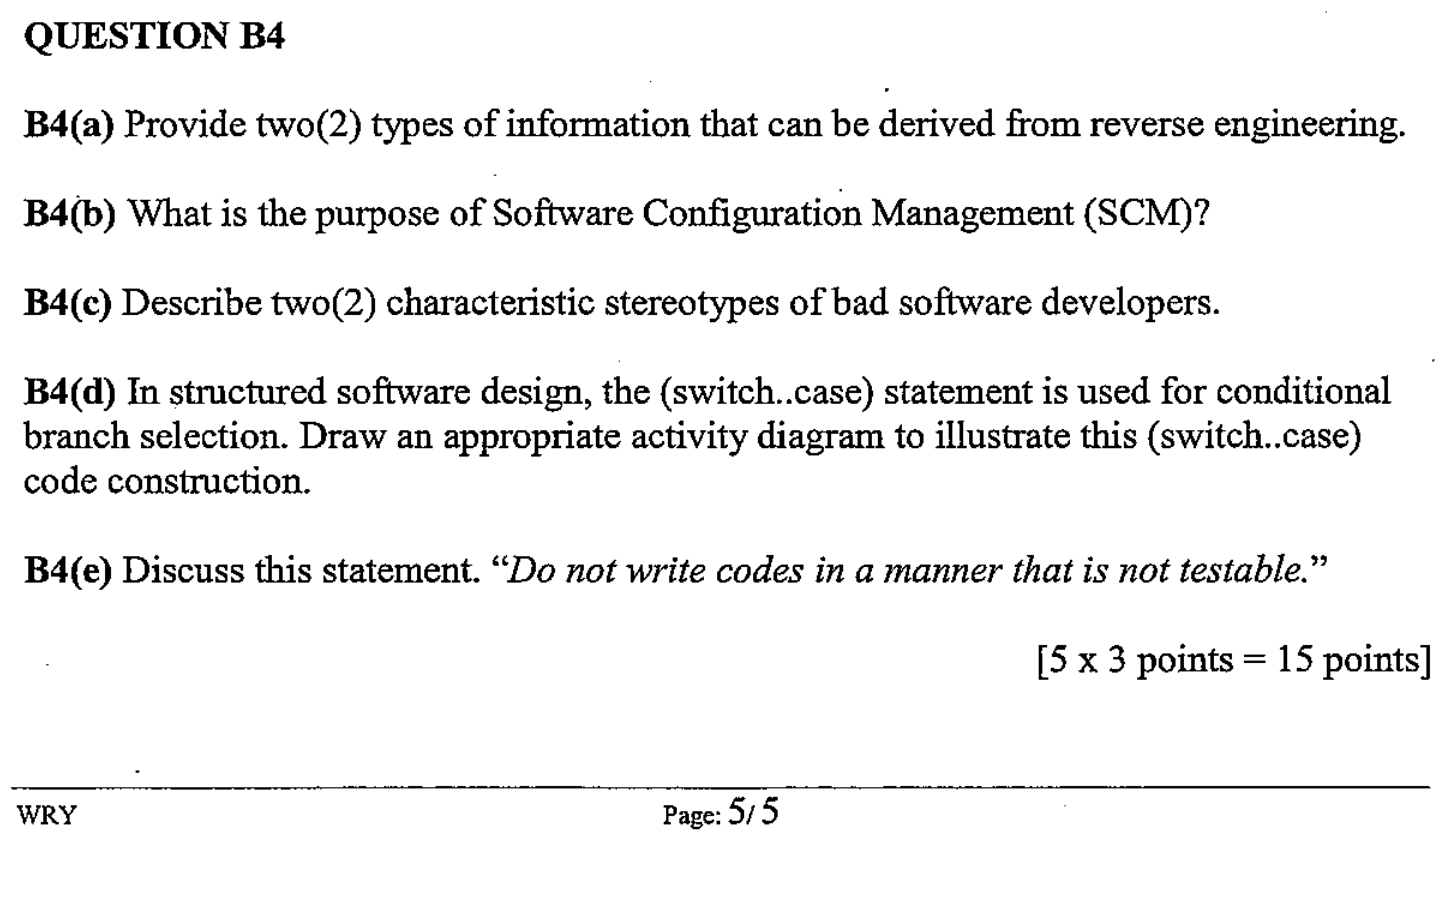 QUESTION B4
B4(a) Provide two(2) types of information that can be derived from reverse engineering.
B4(b) What is the purpose of Software Configuration Management (SCM)?
B4(c) Describe two(2) characteristic stereotypes of bad software developers.
B4(d) In structured software design, the (switch..case) statement is used for conditional
branch selection. Draw an appropriate activity diagram to illustrate this (switch..case)
code construction.
B4(e) Discuss this statement. “Do not write codes in a manner that is not testable.”
[5 x 3 points = 15 points]
WRY Page: 5/5